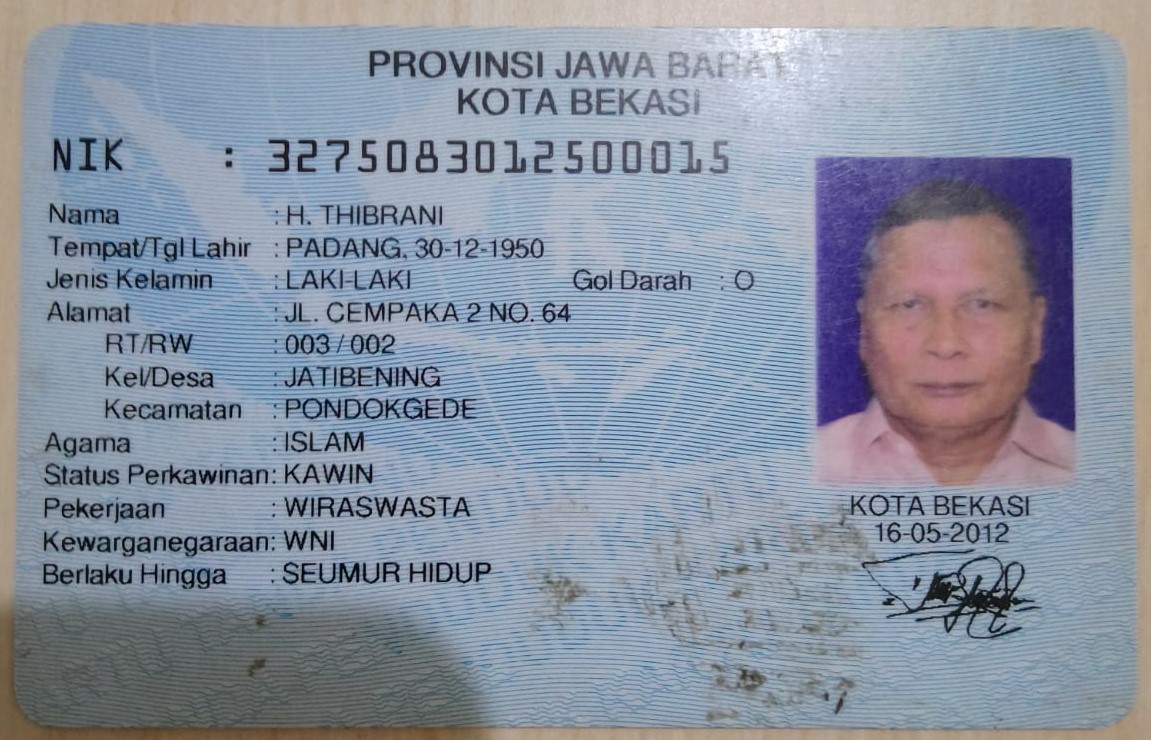 PROVINSI JAWA BARAT
KOTA BEKASI
NIK : 3275083012500015
Nama : H. THIBRANI
Tempat/Tgl Lahir : PADANG, 30-12-1950
Jenis Kelamin : LAKI-LAKI Gol Darah : O
Alamat : JL. CEMPAKA 2 NO. 64
RT/RW : 003 / 002
Kel/Desa : JATIBENING
Kecamatan : PONDOKGEDE
Agama : ISLAM
Status Perkawinan: KAWIN
Pekerjaan : WIRASWASTA
Kewarganegaraan: WNI
Berlaku Hingga : SEUMUR HIDUP
KOTA BEKASI
16-05-2012